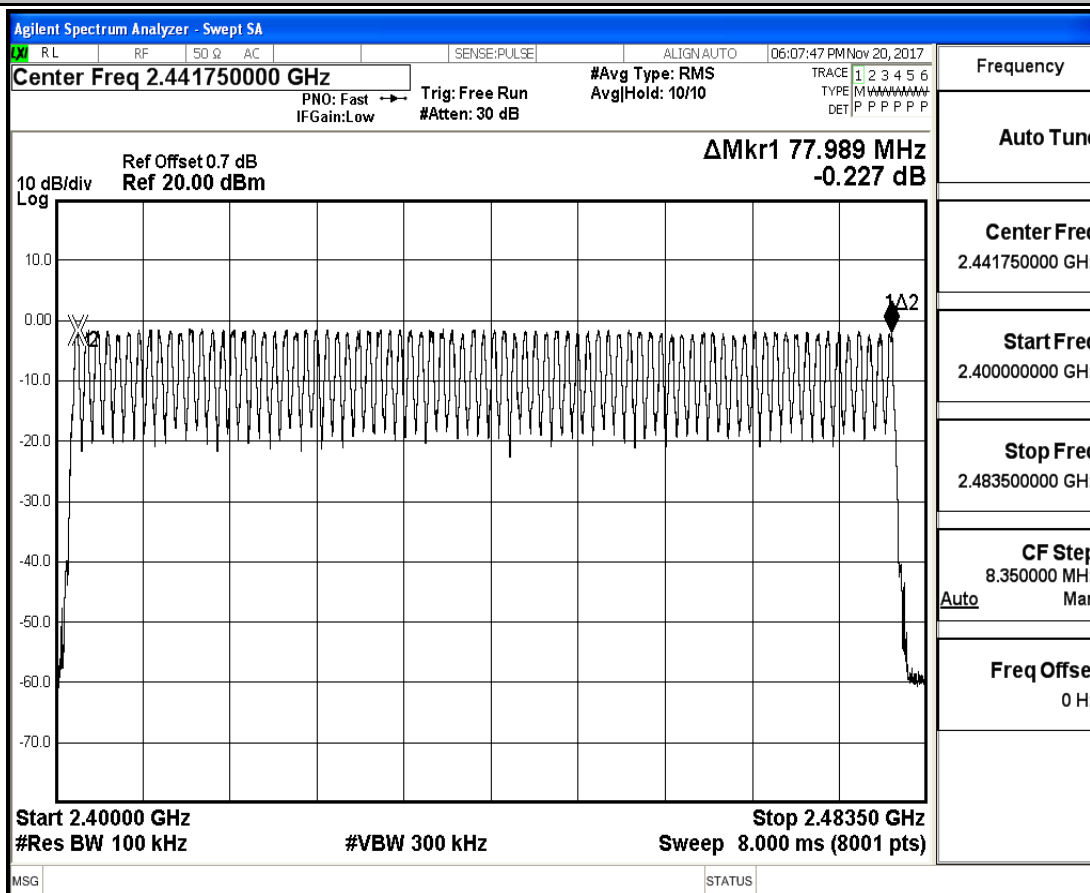 Agilent Spectrum Analyzer - Swept SA
LXI RL RF 50 Ω AC SENSE:PULSE ALIGNAUTO 06:07:47 PM Nov 20, 2017
Center Freq 2.441750000 GHz
PNO: Fast
IFGain:Low
Trig: Free Run
#Atten: 30 dB
#Avg Type: RMS
Avg|Hold: 10/10
TRACE 1 2 3 4 5 6
TYPE M
DET P P P P P P
Ref Offset 0.7 dB
10 dB/div Ref 20.00 dBm
Log
ΔMkr1 77.989 MHz
-0.227 dB
10.0
0.00
-10.0
-20.0
-30.0
-40.0
-50.0
-60.0
-70.0
2
1Δ2
Start 2.40000 GHz
Stop 2.48350 GHz
#Res BW 100 kHz
#VBW 300 kHz
Sweep 8.000 ms (8001 pts)
MSG
STATUS
Frequency
Auto Tun
Center Fre
2.441750000 GH
Start Fre
2.400000000 GH
Stop Fre
2.483500000 GH
CF Ste
8.350000 MH
Auto Ma
Freq Offse
0 H